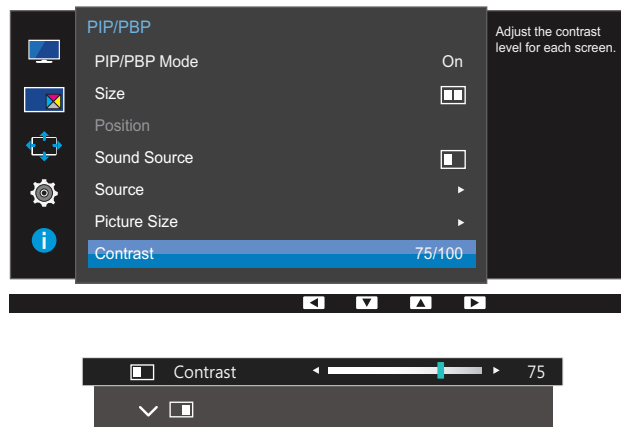 PIP/PBP
Adjust the contrast
level for each screen.
PIP/PBP Mode On
Size
Position
Sound Source
Source
Picture Size
Contrast 75/100
Contrast 75